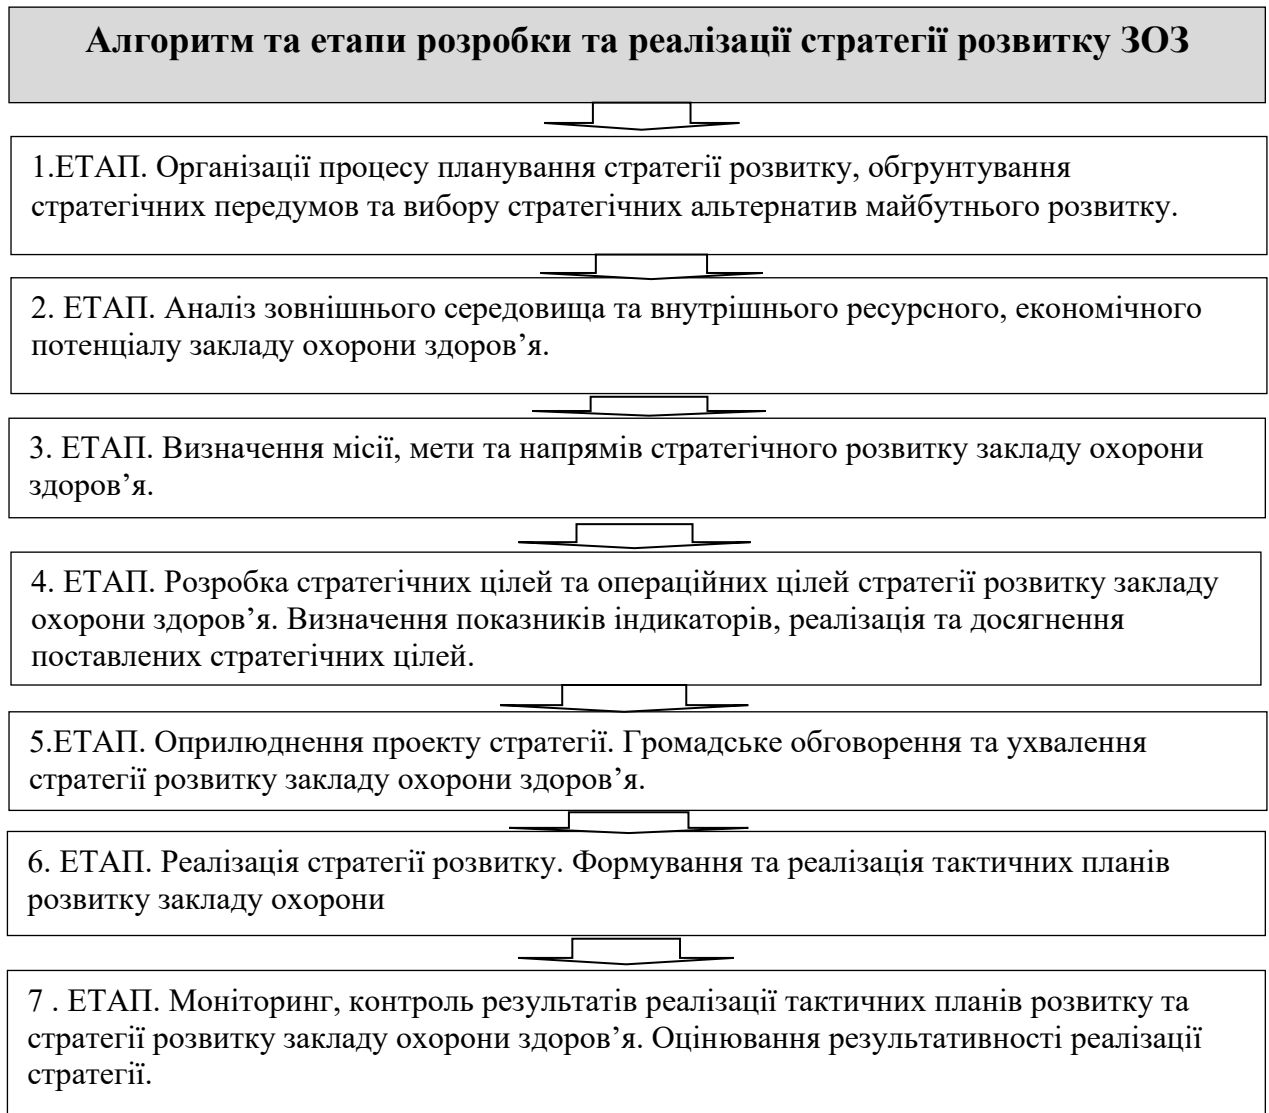 Алгоритм та етапи розробки та реалізації стратегії розвитку ЗОЗ
1.ЕТАП. Організації процесу планування стратегії розвитку, обгрунтування
стратегічних передумов та вибору стратегічних альтернатив майбутнього розвитку.
2. ЕТАП. Аналіз зовнішнього середовища та внутрішнього ресурсного, економічного
потенціалу закладу охорони здоров’я.
3. ЕТАП. Визначення місії, мети та напрямів стратегічного розвитку закладу охорони
здоров’я.
4. ЕТАП. Розробка стратегічних цілей та операційних цілей стратегії розвитку закладу
охорони здоров’я. Визначення показників індикаторів, реалізація та досягнення
поставлених стратегічних цілей.
5.ЕТАП. Оприлюднення проекту стратегії. Громадське обговорення та ухвалення
стратегії розвитку закладу охорони здоров’я.
6. ЕТАП. Реалізація стратегії розвитку. Формування та реалізація тактичних планів
розвитку закладу охорони
7 . ЕТАП. Моніторинг, контроль результатів реалізації тактичних планів розвитку та
стратегії розвитку закладу охорони здоров’я. Оцінювання результативності реалізації
стратегії.